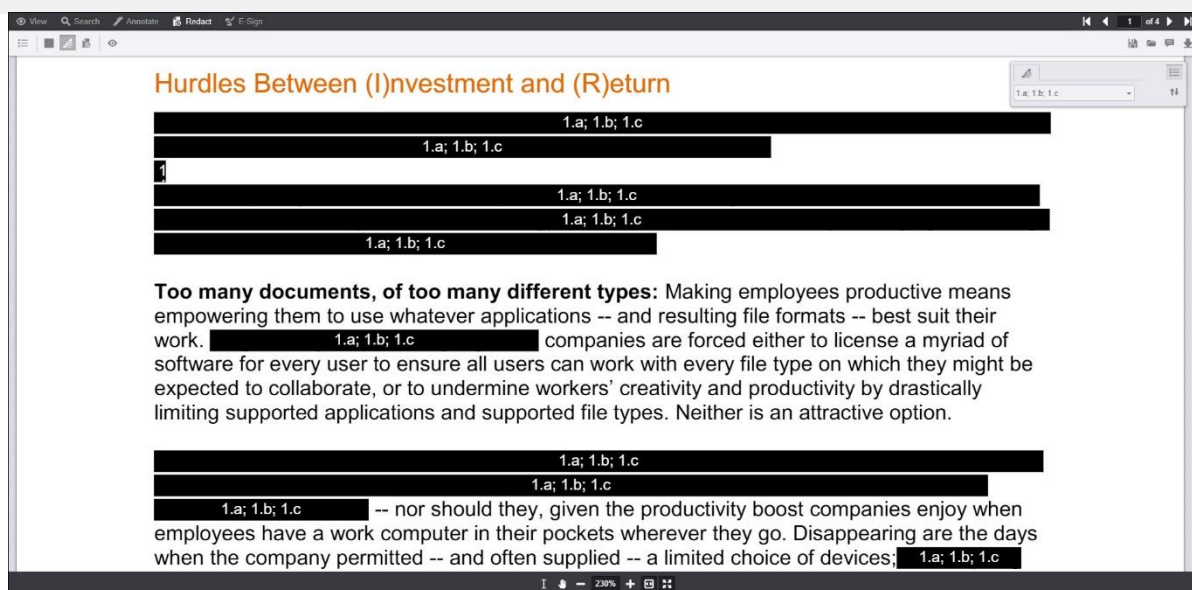 View Search Annotate Redact E-Sign 1 of 4
1.a; 1.b; 1.c
Hurdles Between (I)nvestment and (R)eturn
1.a; 1.b; 1.c
1.a; 1.b; 1.c
1
1.a; 1.b; 1.c
1.a; 1.b; 1.c
1.a; 1.b; 1.c
Too many documents, of too many different types: Making employees productive means
empowering them to use whatever applications -- and resulting file formats -- best suit their
work. 1.a; 1.b; 1.c companies are forced either to license a myriad of
software for every user to ensure all users can work with every file type on which they might be
expected to collaborate, or to undermine workers’ creativity and productivity by drastically
limiting supported applications and supported file types. Neither is an attractive option.
1.a; 1.b; 1.c
1.a; 1.b; 1.c
1.a; 1.b; 1.c -- nor should they, given the productivity boost companies enjoy when
employees have a work computer in their pockets wherever they go. Disappearing are the days
when the company permitted -- and often supplied -- a limited choice of devices; 1.a; 1.b; 1.c
230%